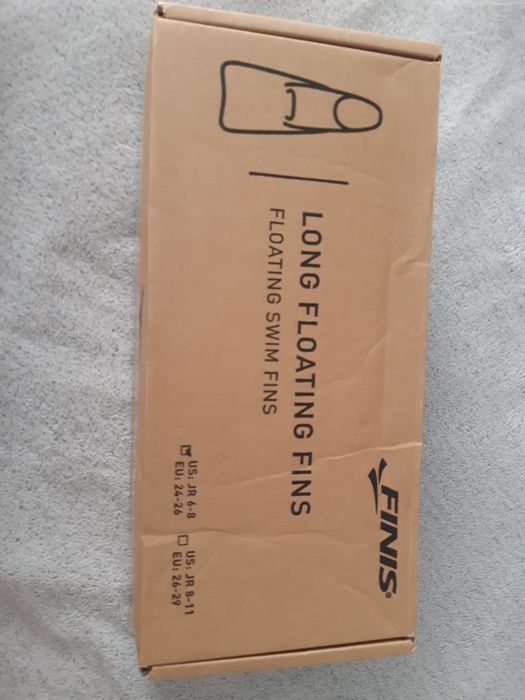 FINIS®
LONG FLOATING FINS
FLOATING SWIM FINS
US: JR 6-8
EU: 24-26
US: JR 8-11
EU: 26-29